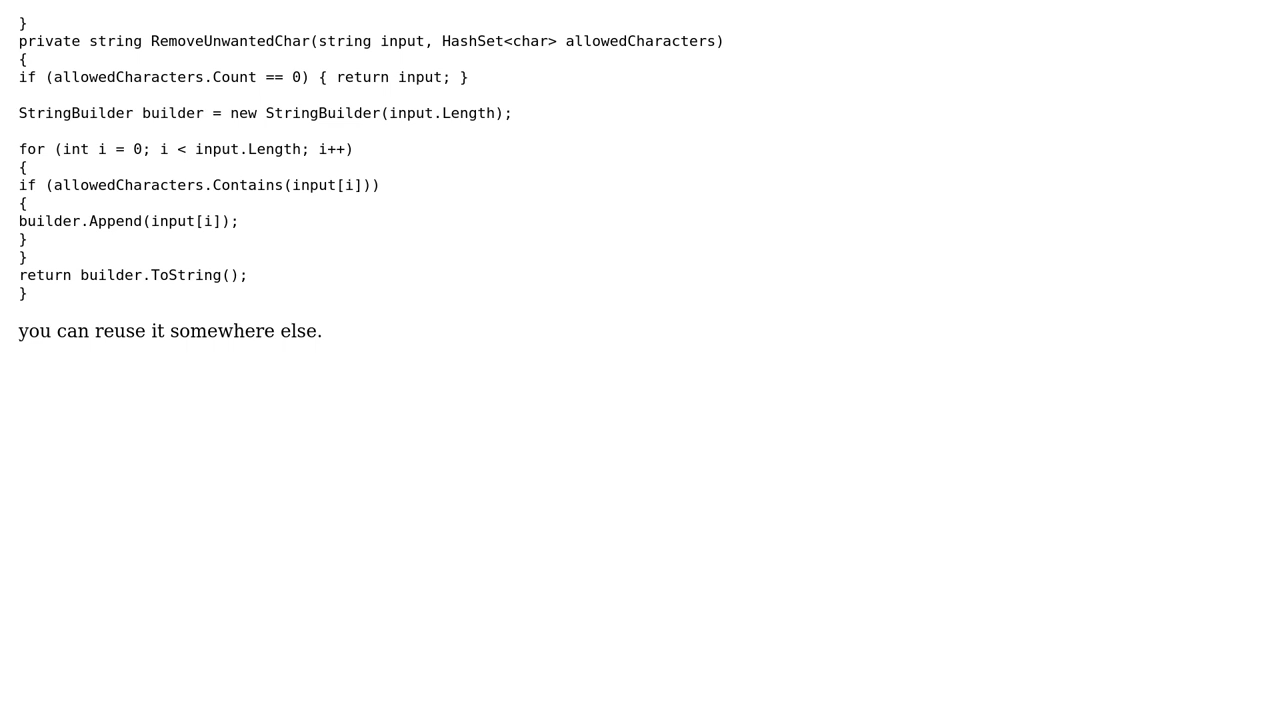 }
private string RemoveUnwantedChar(string input, HashSet<char> allowedCharacters)
{
if (allowedCharacters.Count == 0) { return input; }
StringBuilder builder = new StringBuilder(input.Length);
for (int i = 0; i < input.Length; i++)
{
if (allowedCharacters.Contains(input[i]))
{
builder.Append(input[i]);
}
}
return builder.ToString();
}
you can reuse it somewhere else.